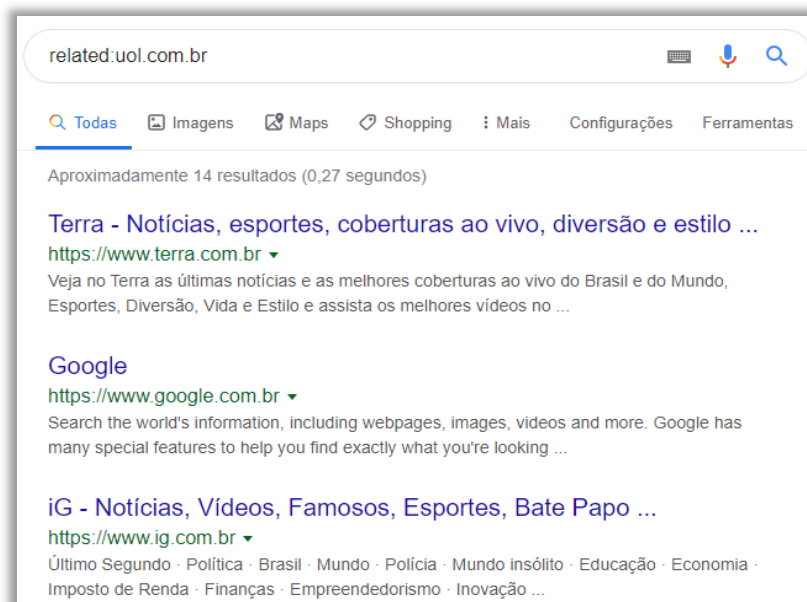 related:uol.com.br
Todas Imagens Maps Shopping Mais Configurações Ferramentas
Aproximadamente 14 resultados (0,27 segundos)
Terra - Notícias, esportes, coberturas ao vivo, diversão e estilo ...
https://www.terra.com.br
Veja no Terra as últimas notícias e as melhores coberturas ao vivo do Brasil e do Mundo,
Esportes, Diversão, Vida e Estilo e assista os melhores vídeos no ...
Google
https://www.google.com.br
Search the world's information, including webpages, images, videos and more. Google has
many special features to help you find exactly what you're looking ...
iG - Notícias, Vídeos, Famosos, Esportes, Bate Papo ...
https://www.ig.com.br
Último Segundo · Política · Brasil · Mundo · Polícia · Mundo insólito · Educação · Economia ·
Imposto de Renda · Finanças · Empreendedorismo · Inovação ...